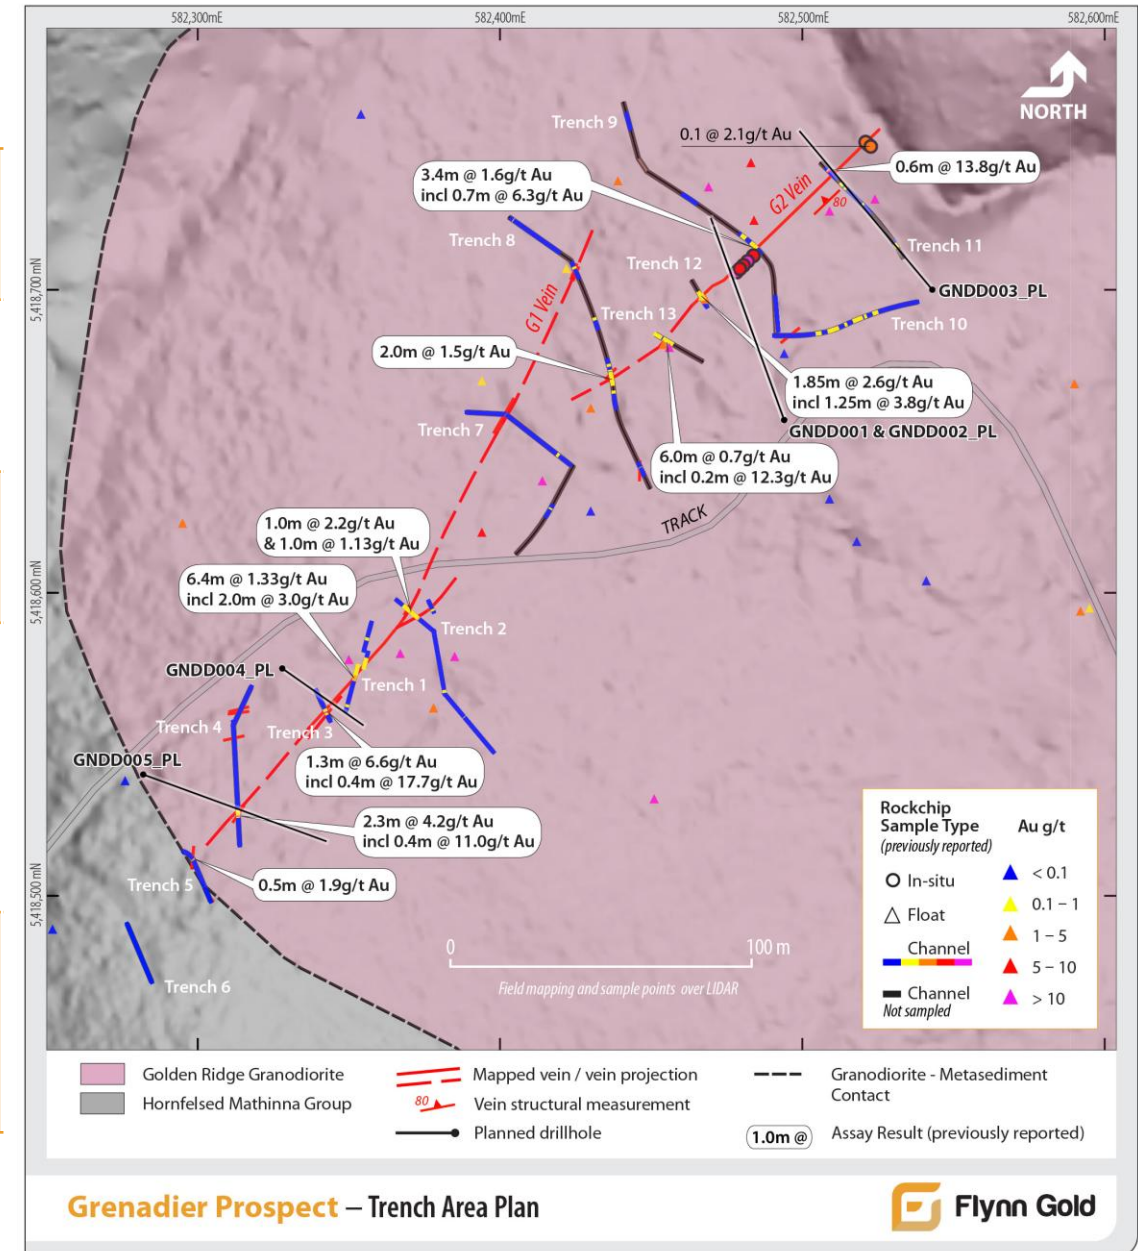 582,300mE
582,400mE
582,500mE
582,600mE
NORTH
Trench 9
0.1 @ 2.1g/t Au
0.6m @ 13.8g/t Au
3.4m @ 1.6g/t Au
incl 0.7m @ 6.3g/t Au
G2 Vein
80
Trench 8
Trench 11
Trench 12
GNDD003_PL
5,418,700 mN
G1 Vein
Trench 13
Trench 10
2.0m @ 1.5g/t Au
1.85m @ 2.6g/t Au
incl 1.25m @ 3.8g/t Au
Trench 7
GNDD001 & GNDD002_PL
6.0m @ 0.7g/t Au
incl 0.2m @ 12.3g/t Au
TRACK
1.0m @ 2.2g/t Au
& 1.0m @ 1.13g/t Au
6.4m @ 1.33g/t Au
incl 2.0m @ 3.0g/t Au
5,418,600 mN
Trench 2
GNDD004_PL
Trench 1
Trench 4
Trench 3
GNDD005_PL
1.3m @ 6.6g/t Au
incl 0.4m @ 17.7g/t Au
2.3m @ 4.2g/t Au
incl 0.4m @ 11.0g/t Au
Trench 5
0.5m @ 1.9g/t Au
5,418,500 mN
Trench 6
0
100 m
Field mapping and sample points over LIDAR
Rockchip
Sample Type
(previously reported)
Au g/t
In-situ
< 0.1
Float
0.1 – 1
Channel
1 – 5
5 – 10
Channel
Not sampled
> 10
Golden Ridge Granodiorite
Hornfelsed Mathinna Group
Mapped vein / vein projection
80
Vein structural measurement
Planned drillhole
Granodiorite - Metasediment
Contact
1.0m @
Assay Result (previously reported)
Grenadier Prospect – Trench Area Plan
Flynn Gold